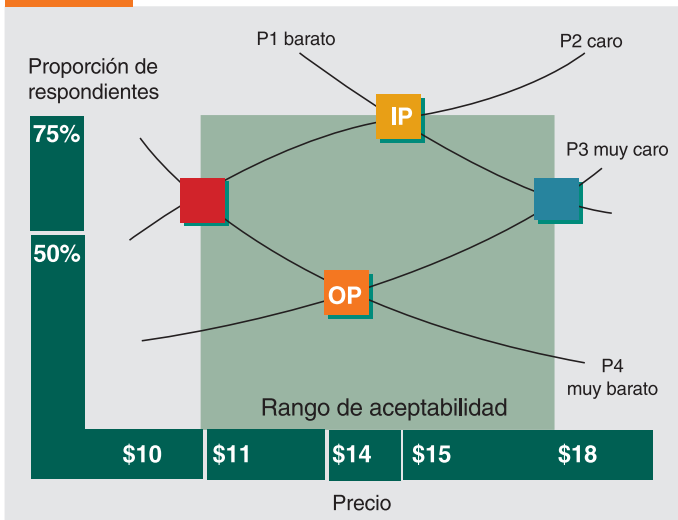 P1 barato
P2 caro
Proporción de
respondientes
75%
IP
P3 muy caro
50%
OP
P4
muy barato
Rango de aceptabilidad
$10
$11
$14
$15
$18
Precio